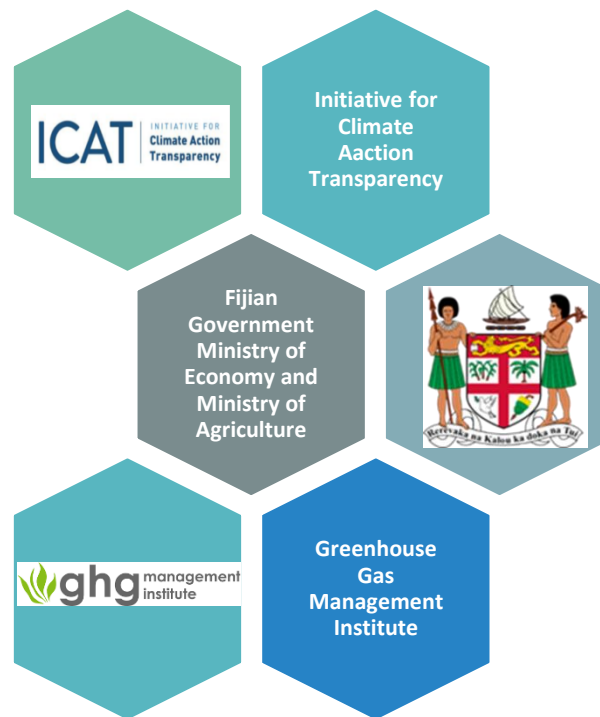 ICAT
INITIATIVE FOR
Climate Action
Transparency
Initiative for
Climate
Aaction
Transparency
Fijian
Government
Ministry of
Economy and
Ministry of
Agriculture
Rerevaka na Kalou ka doka na Tui
ghg management
institute
Greenhouse
Gas
Management
Institute